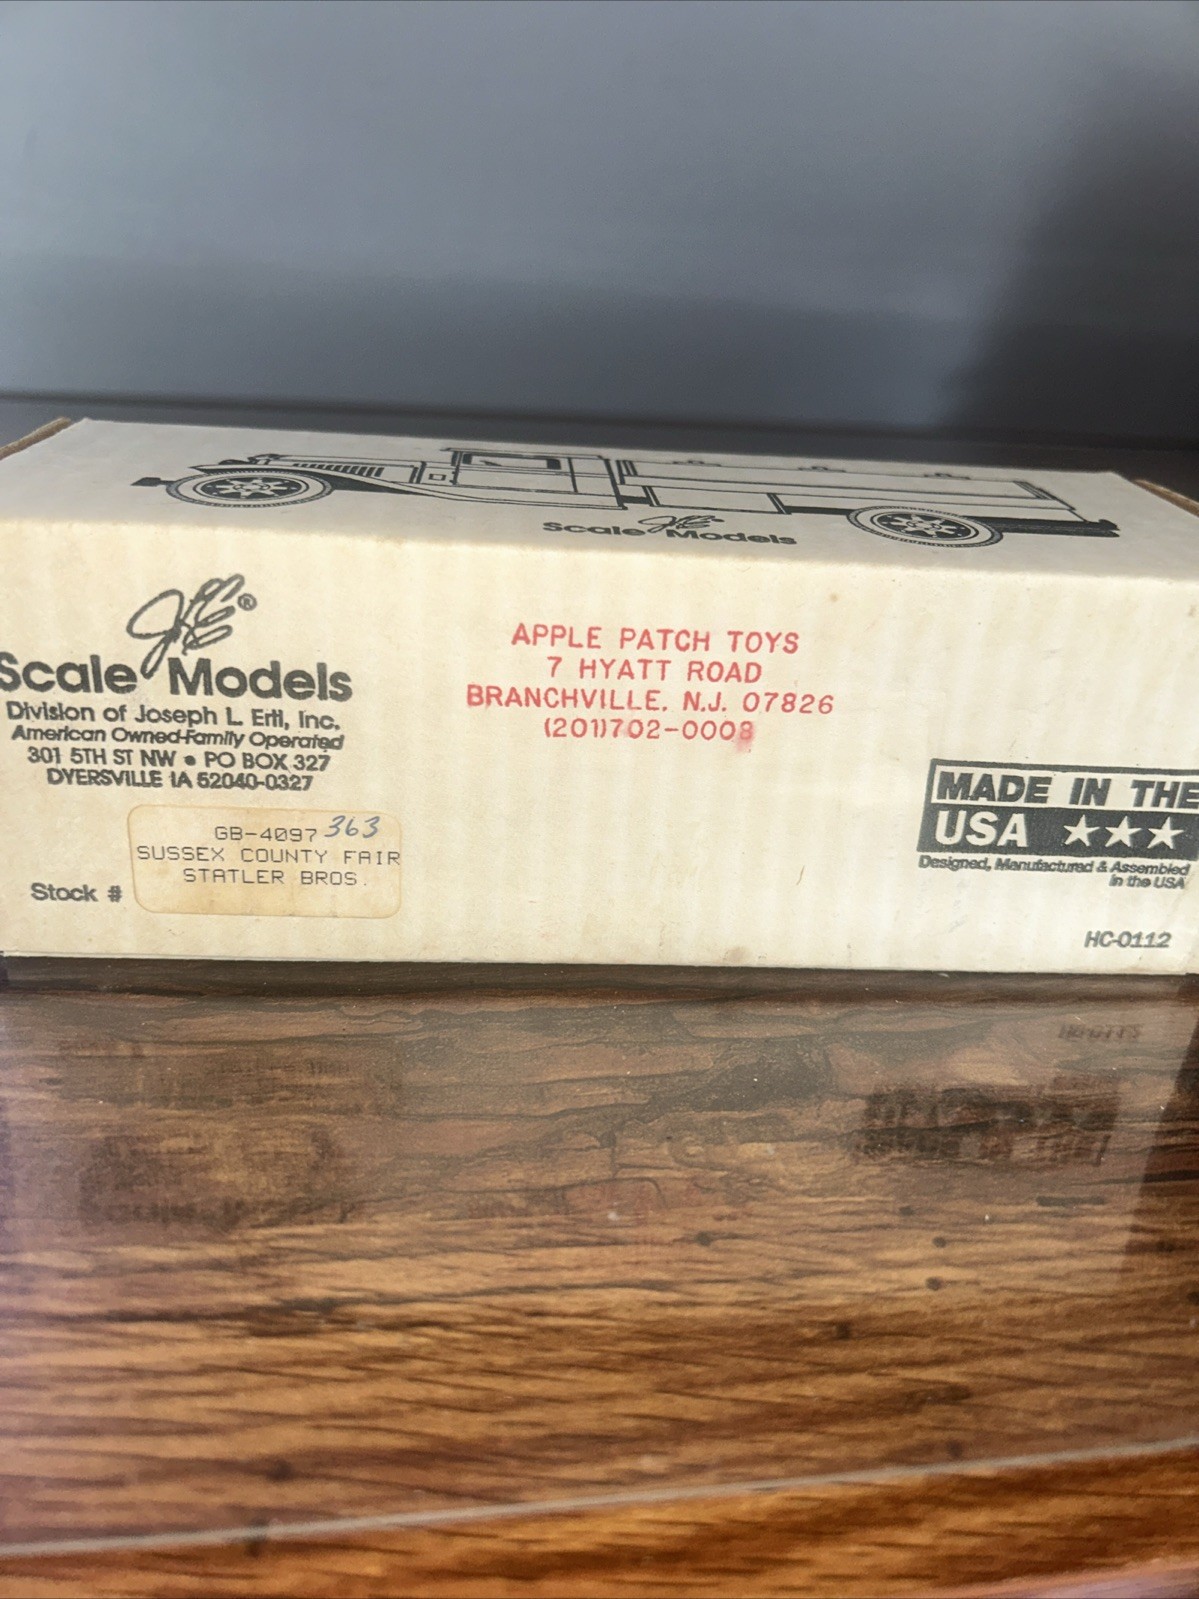 Scale JLE Models
JLE®
Scale Models
Division of Joseph L. Ertl, Inc.
American Owned-Family Operated
301 5TH ST NW • PO BOX 327
DYERSVILLE IA 52040-0327
GB-4097 363
SUSSEX COUNTY FAIR
STATLER BROS.
Stock #
APPLE PATCH TOYS
7 HYATT ROAD
BRANCHVILLE, N.J. 07826
(201)702-0008
MADE IN THE
USA ★★★
Designed, Manufactured & Assembled
in the USA
HC-0112